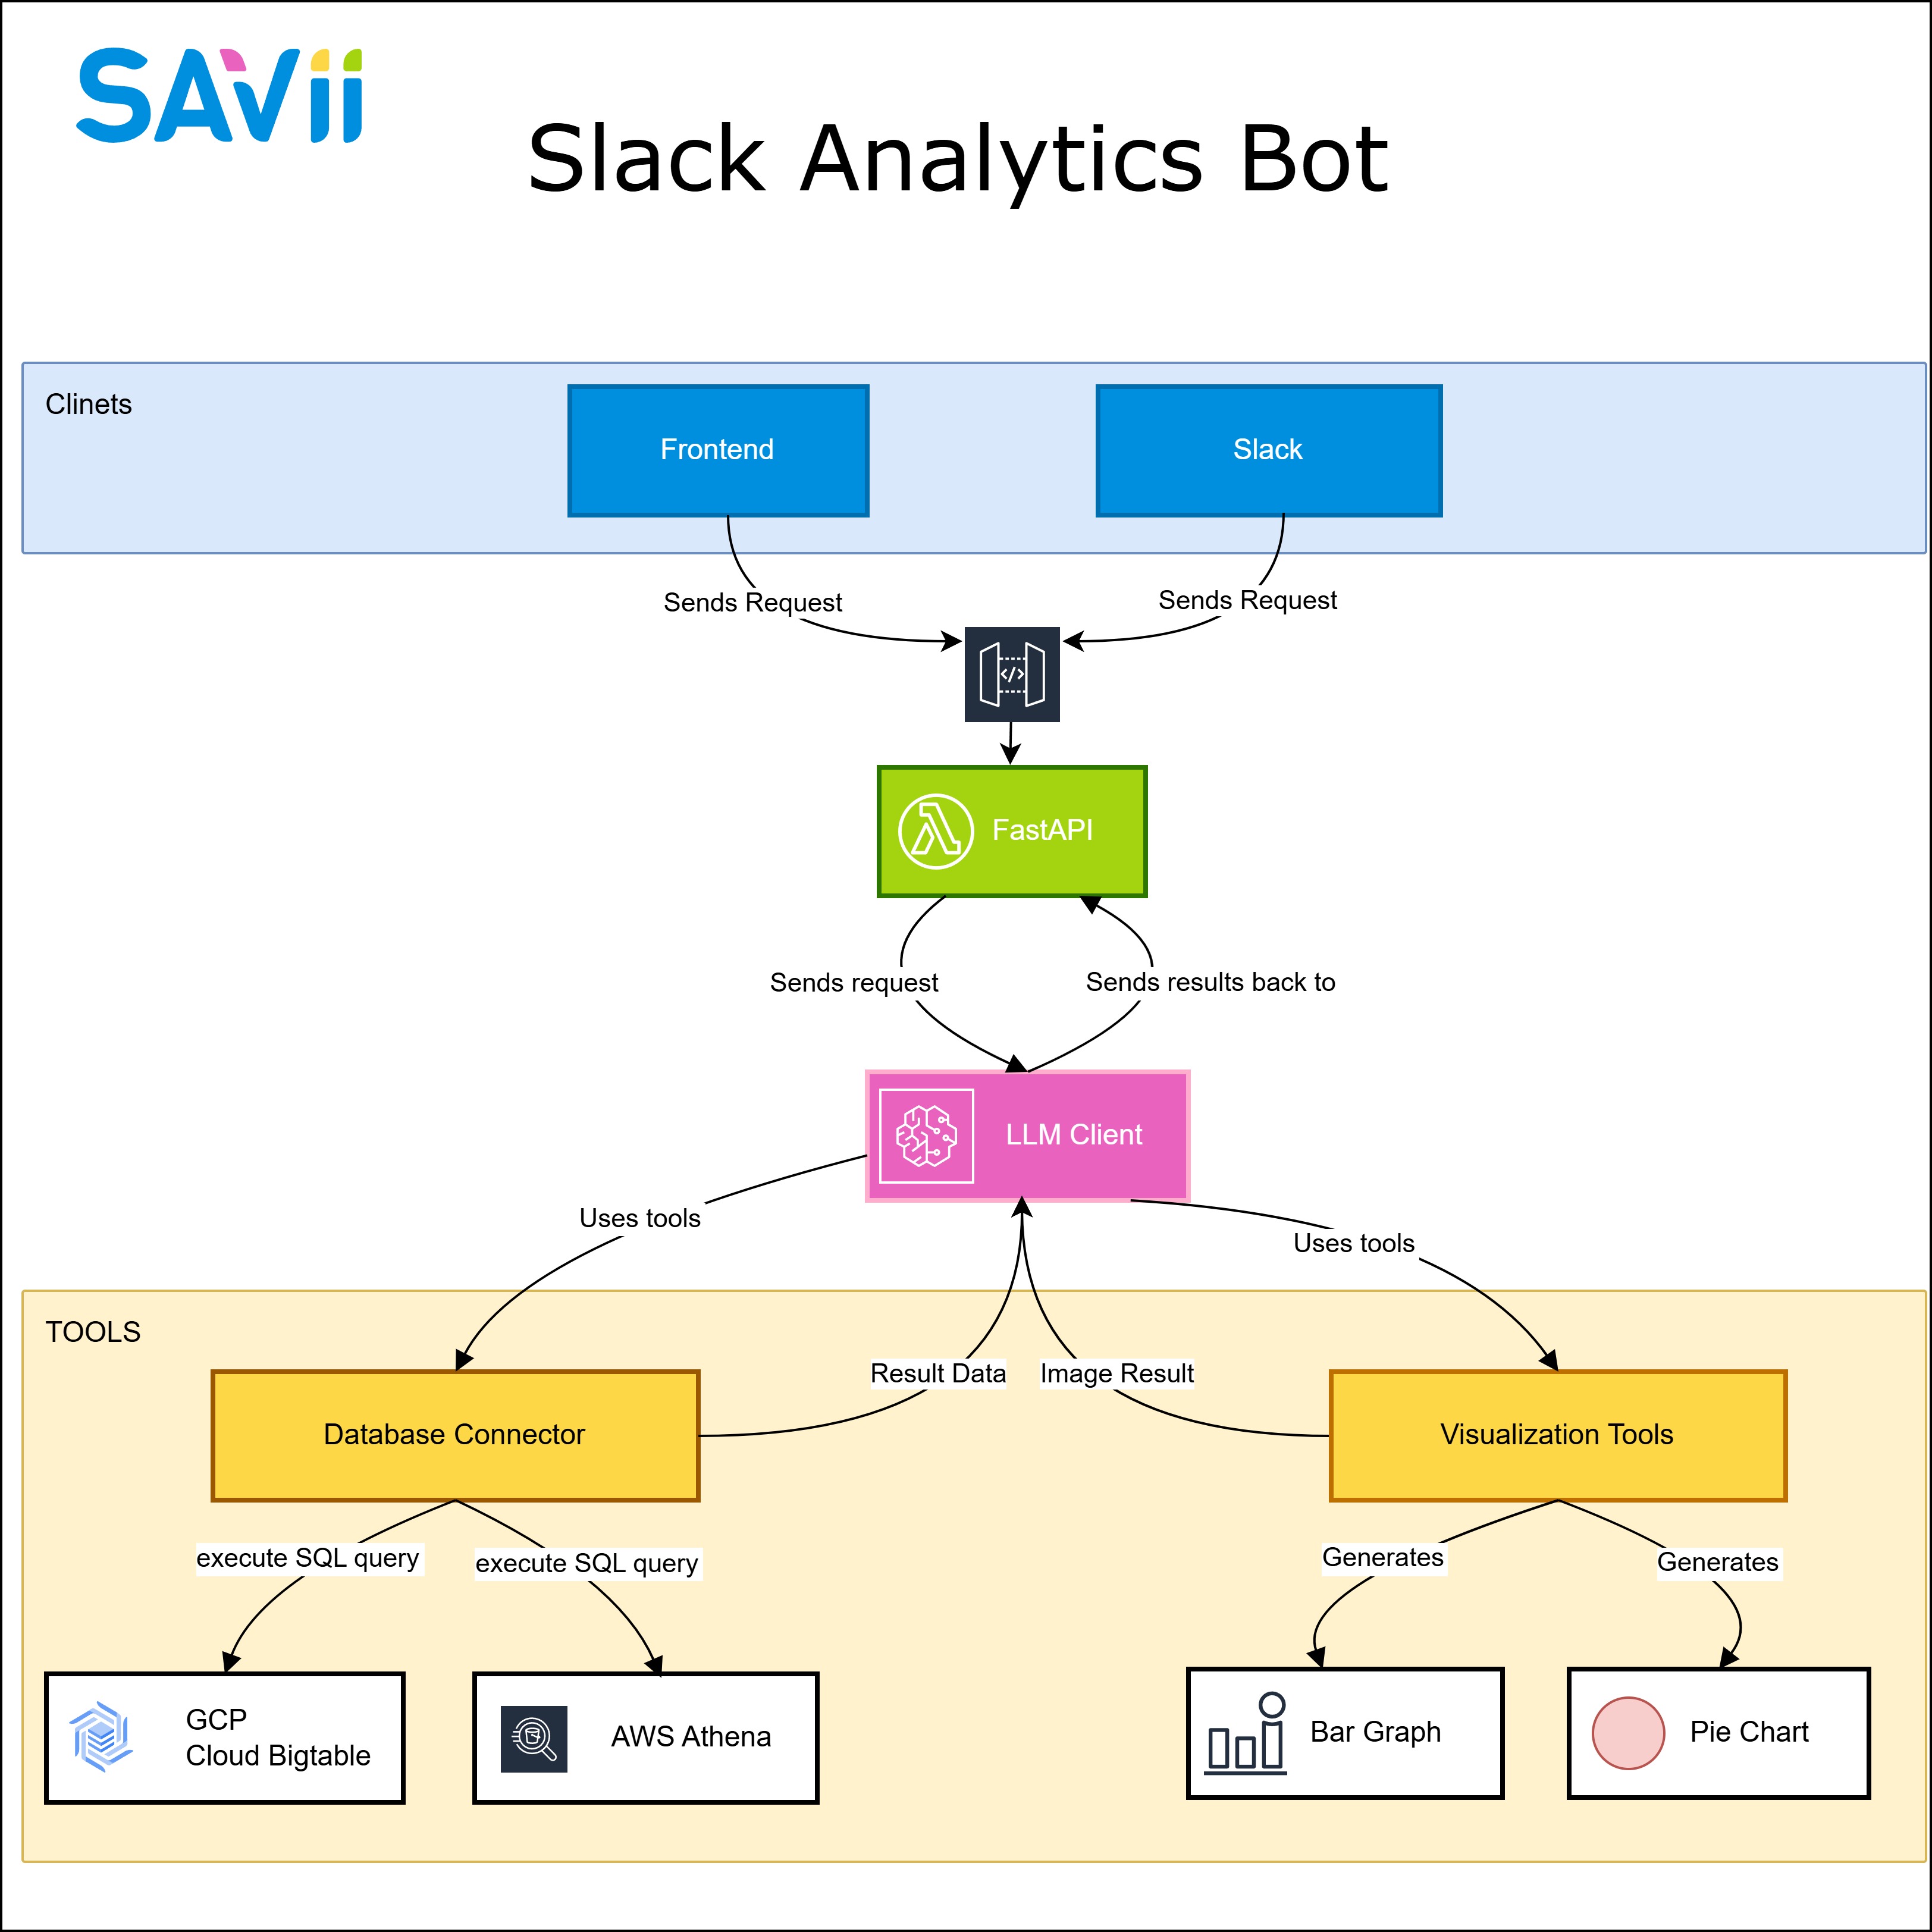 SAVii
Slack Analytics Bot
Clinets
Frontend
Slack
Sends Request
Sends Request
</>
FastAPI
Sends request
Sends results back to
LLM Client
Uses tools
Uses tools
TOOLS
Result Data
Image Result
Database Connector
Visualization Tools
execute SQL query
execute SQL query
Generates
Generates
GCP
Cloud Bigtable
AWS Athena
Bar Graph
Pie Chart